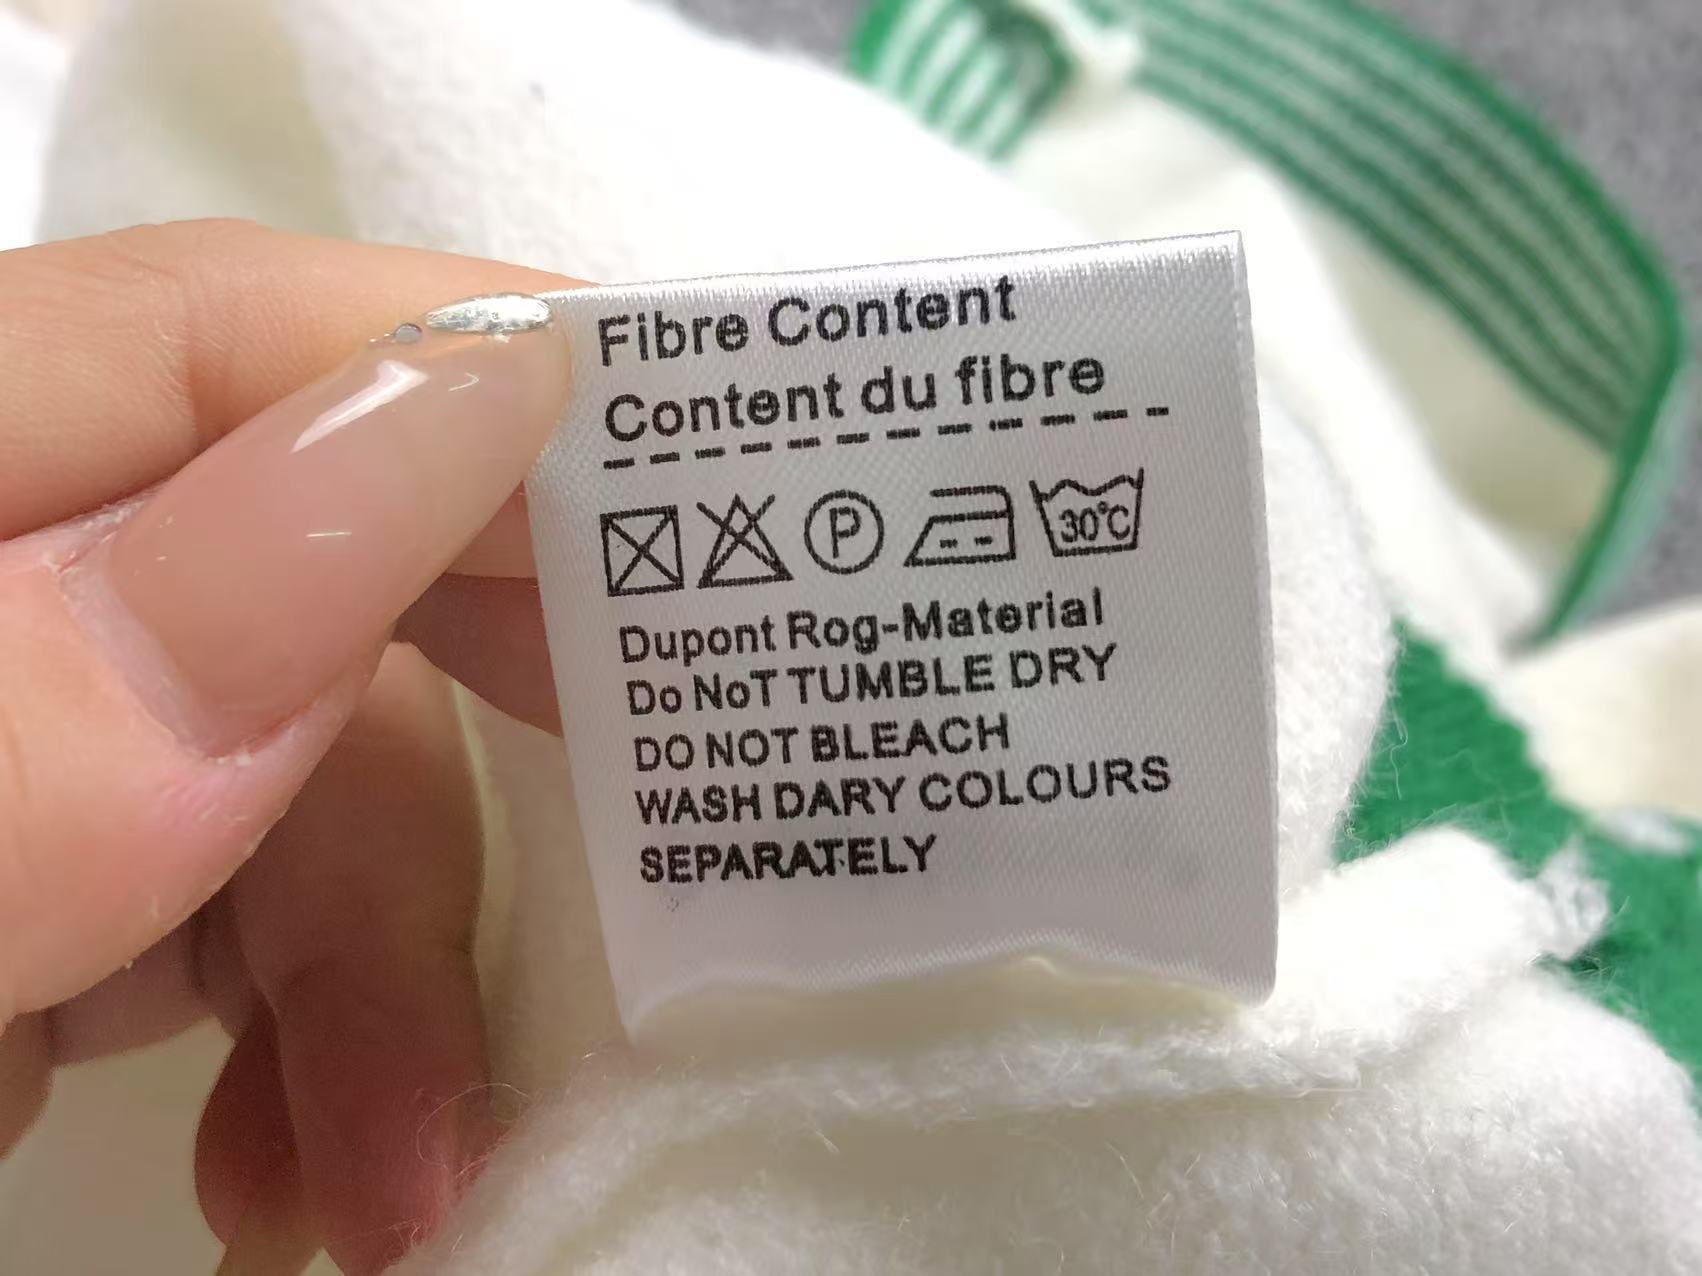 Fibre Content
Content du fibre
P 30°C
Dupont Rog-Material
Do NoT TUMBLE DRY
DO NOT BLEACH
WASH DARY COLOURS
SEPARATELY